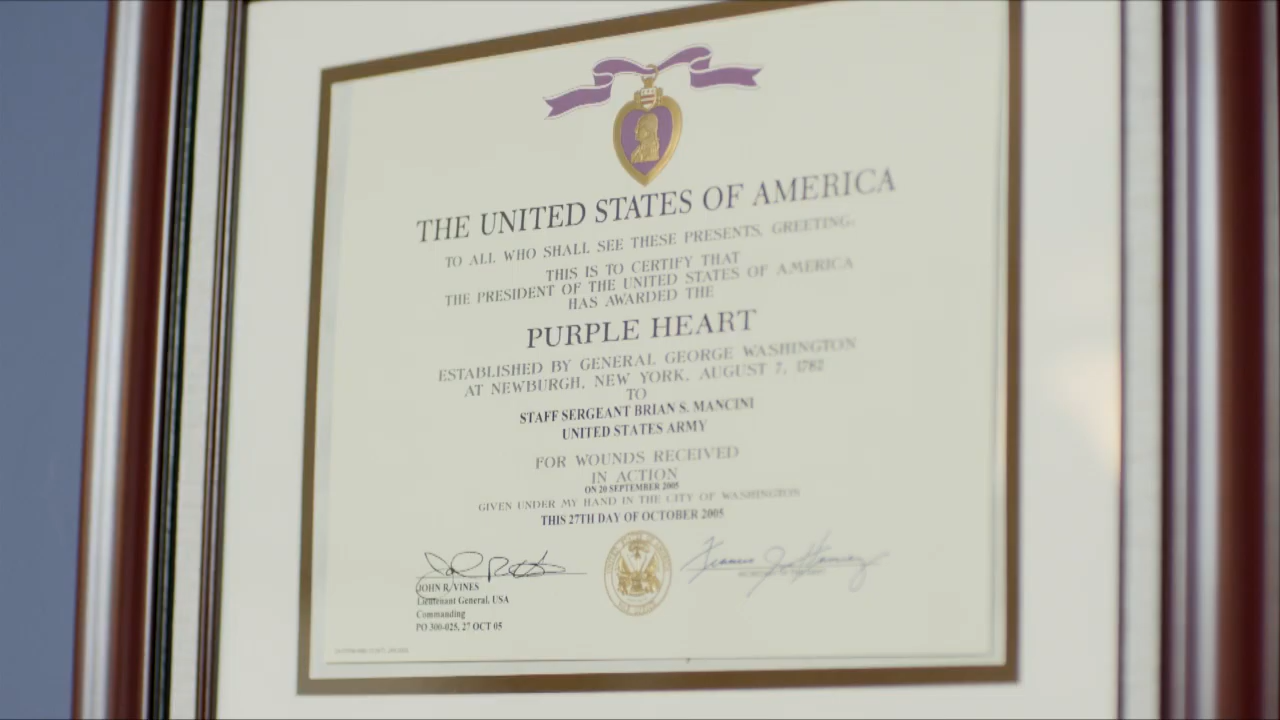 THE UNITED STATES OF AMERICA
TO ALL WHO SHALL SEE THESE PRESENTS, GREETING:
THIS IS TO CERTIFY THAT
THE PRESIDENT OF THE UNITED STATES OF AMERICA
HAS AWARDED THE
PURPLE HEART
ESTABLISHED BY GENERAL GEORGE WASHINGTON
AT NEWBURGH, NEW YORK, AUGUST 7, 1782
TO
STAFF SERGEANT BRIAN S. MANCINI
UNITED STATES ARMY
FOR WOUNDS RECEIVED
IN ACTION
ON 20 SEPTEMBER 2005
GIVEN UNDER MY HAND IN THE CITY OF WASHINGTON
THIS 27TH DAY OF OCTOBER 2005
JOHN R. VINES
Lieutenant General, USA
Commanding
PO 300-025, 27 OCT 05